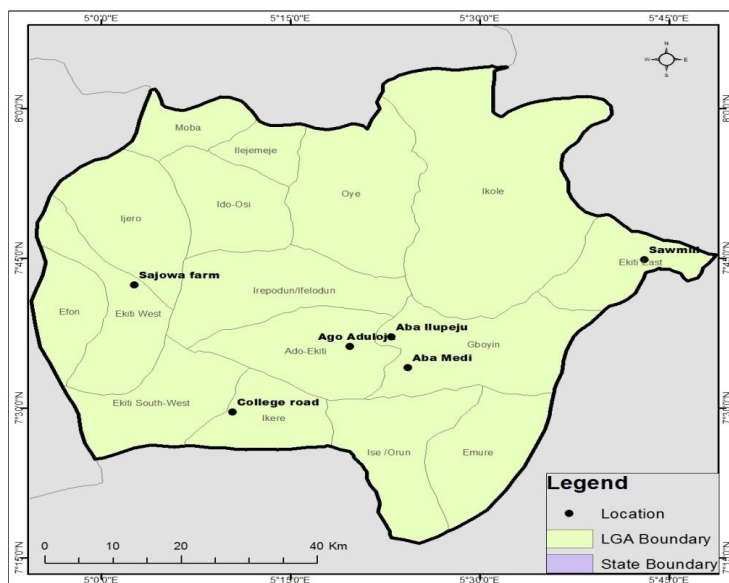 5°0'0"E 5°15'0"E 5°30'0"E 5°45'0"E
N
W E
S
8°0'0"N 8°0'0"N
Moba
Ilejemeje
Ijero
Ido-Osi
Oye
Ikole
7°45'0"N 7°45'0"N
Sawmill
Ekiti East
Sajowa farm
Efon
Ekiti West
Irepodun/Ifelodun
Aba Ilupeju
Ago Aduloju
Gboyin
Ado-Ekiti
Aba Medi
7°30'0"N 7°30'0"N
College road
Ekiti South-West
Ikere
Ise /Orun
Emure
Legend
Location
LGA Boundary
State Boundary
0 10 20 40 Km
7°15'0"N
5°0'0"E 5°15'0"E 5°30'0"E 5°45'0"E